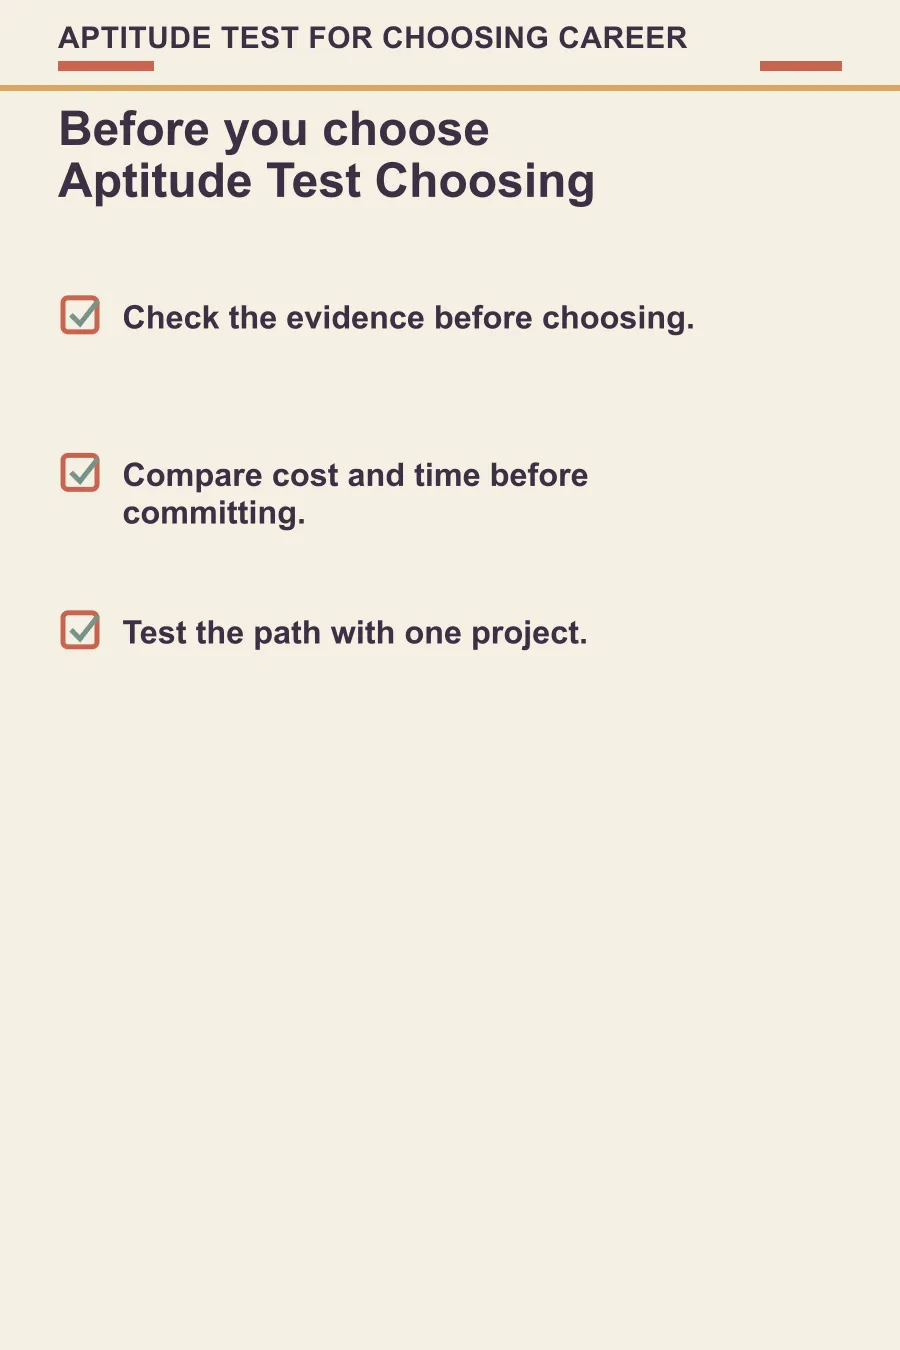 APTITUDE TEST FOR CHOOSING CAREER
Before you choose
Aptitude Test Choosing
Check the evidence before choosing.
Compare cost and time before
committing.
Test the path with one project.